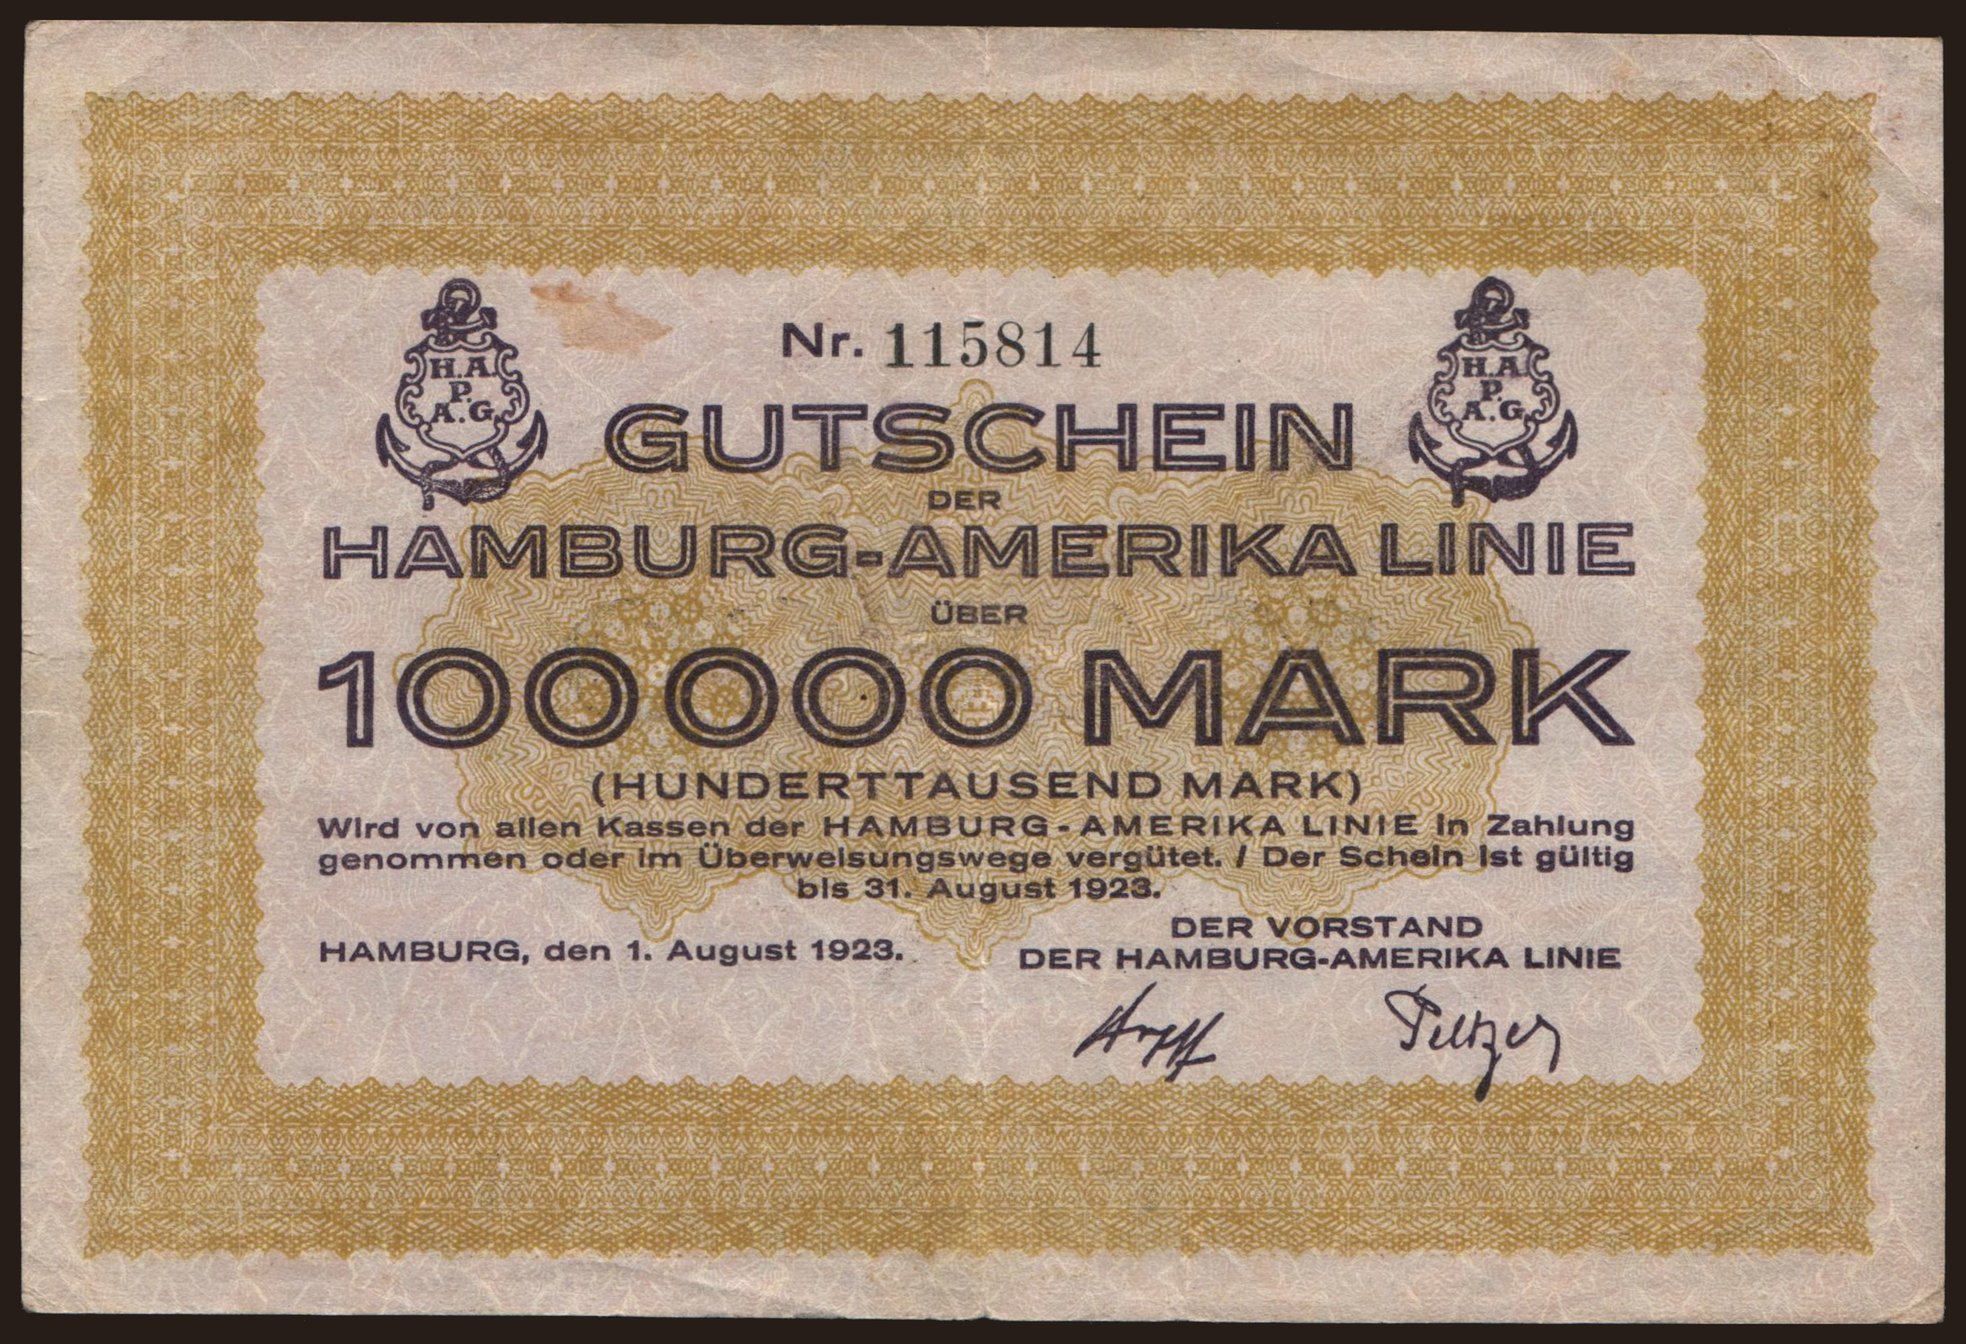 Nr. 115814
H.A.
P.
A.G.
H.A.
P.
A.G.
GUTSCHEIN
DER
HAMBURG-AMERIKA LINIE
ÜBER
100000 MARK
(HUNDERTTAUSEND MARK)
Wird von allen Kassen der HAMBURG-AMERIKA LINIE in Zahlung
genommen oder im Überweisungswege vergütet. / Der Schein ist gültig
bis 31. August 1923.
HAMBURG, den 1. August 1923.
DER VORSTAND
DER HAMBURG-AMERIKA LINIE
Peltzer